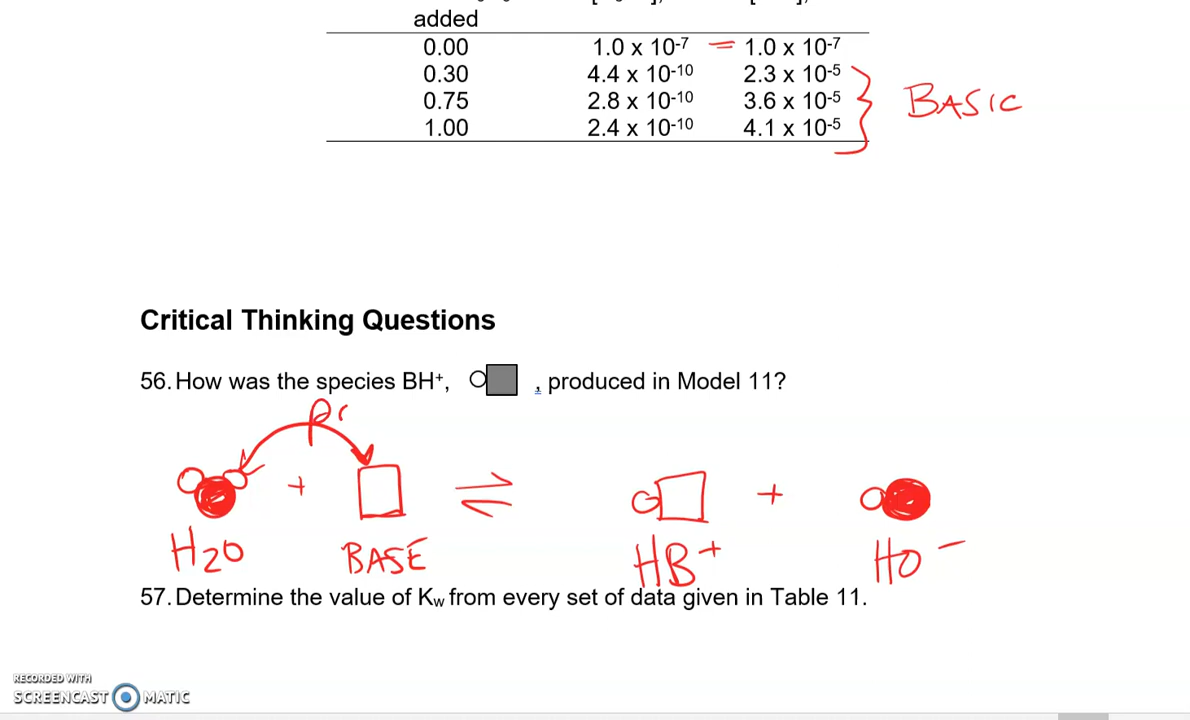 added
0.00 1.0 x 10-7 = 1.0 x 10-7
0.30 4.4 x 10-10 2.3 x 10-5
0.75 2.8 x 10-10 3.6 x 10-5
1.00 2.4 x 10-10 4.1 x 10-5
BASIC
Critical Thinking Questions
56. How was the species BH+, , produced in Model 11?
+ ⇌ +
H2O BASE HB+ HO-
57. Determine the value of Kw from every set of data given in Table 11.
RECORDED WITH
SCREENCAST O MATIC